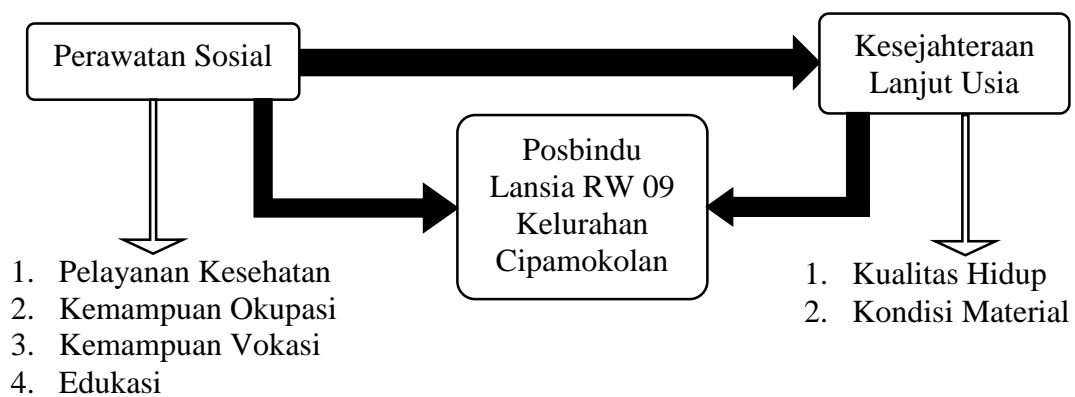 Perawatan Sosial
Kesejahteraan
Lanjut Usia
Posbindu
Lansia RW 09
Kelurahan
Cipamokolan
1. Pelayanan Kesehatan
2. Kemampuan Okupasi
3. Kemampuan Vokasi
4. Edukasi
1. Kualitas Hidup
2. Kondisi Material